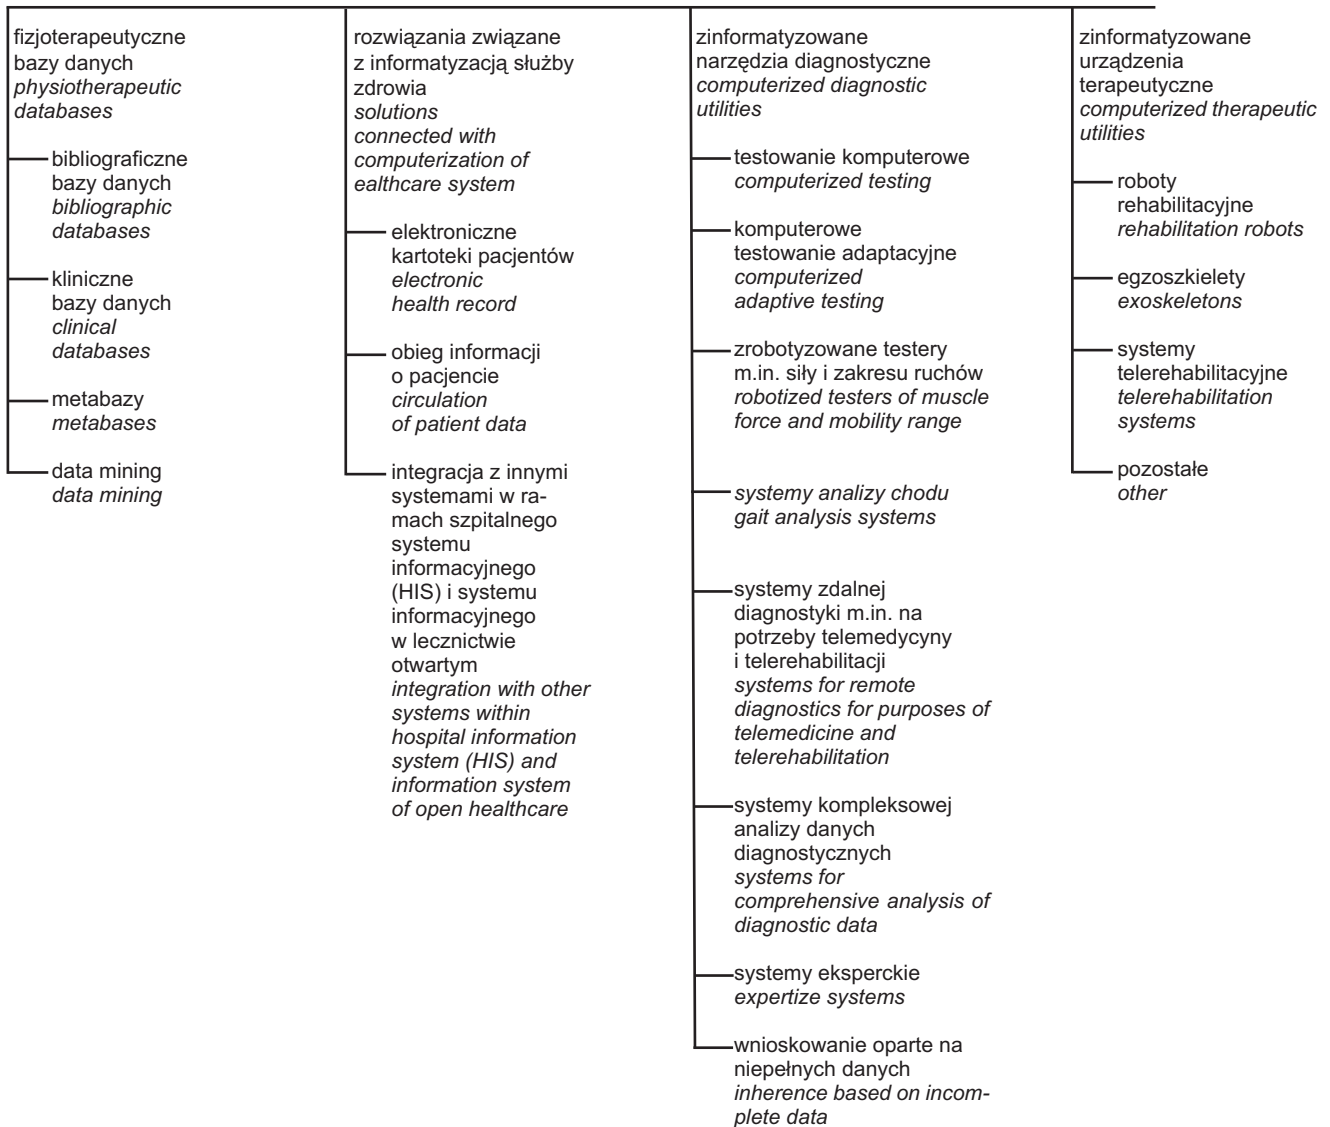 fizjoterapeutyczne
bazy danych
physiotherapeutic
databases
bibliograficzne
bazy danych
bibliographic
databases
kliniczne
bazy danych
clinical
databases
metabazy
metabases
data mining
data mining
rozwiązania związane
z informatyzacją służby
zdrowia
solutions
connected with
computerization of
ealthcare system
elektroniczne
kartoteki pacjentów
electronic
health record
obieg informacji
o pacjencie
circulation
of patient data
integracja z innymi
systemami w ra-
mach szpitalnego
systemu
informacyjnego
(HIS) i systemu
informacyjnego
w lecznictwie
otwartym
integration with other
systems within
hospital information
system (HIS) and
information system
of open healthcare
zinformatyzowane
narzędzia diagnostyczne
computerized diagnostic
utilities
testowanie komputerowe
computerized testing
komputerowe
testowanie adaptacyjne
computerized
adaptive testing
zrobotyzowane testery
m.in. siły i zakresu ruchów
robotized testers of muscle
force and mobility range
systemy analizy chodu
gait analysis systems
systemy zdalnej
diagnostyki m.in. na
potrzeby telemedycyny
i telerehabilitacji
systems for remote
diagnostics for purposes of
telemedicine and
telerehabilitation
systemy kompleksowej
analizy danych
diagnostycznych
systems for
comprehensive analysis of
diagnostic data
systemy eksperckie
expertize systems
wnioskowanie oparte na
niepełnych danych
inherence based on incom-
plete data
zinformatyzowane
urządzenia
terapeutyczne
computerized therapeutic
utilities
roboty
rehabilitacyjne
rehabilitation robots
egzoszkielety
exoskeletons
systemy
telerehabilitacyjne
telerehabilitation
systems
pozostałe
other